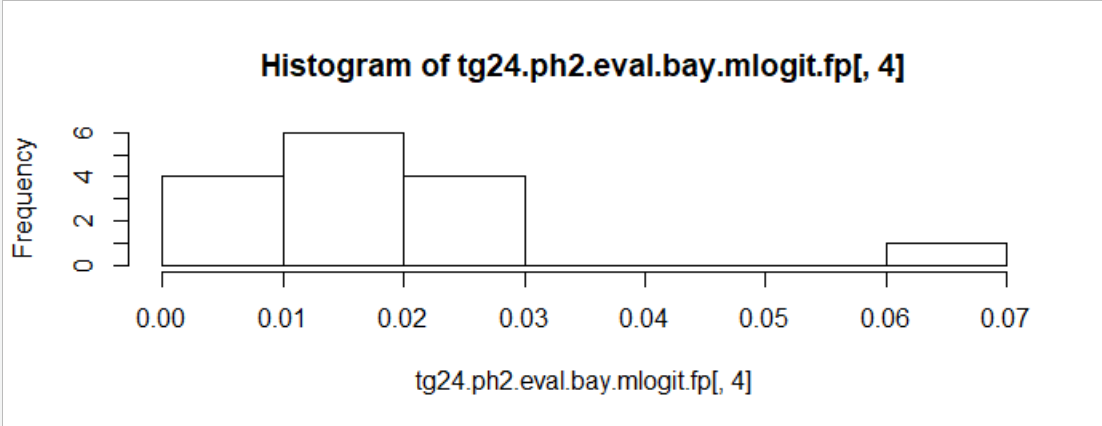 Histogram of tg24.ph2.eval.bay.mlogit.fp[, 4]
Frequency
6
4
2
0
0.00 0.01 0.02 0.03 0.04 0.05 0.06 0.07
tg24.ph2.eval.bay.mlogit.fp[, 4]